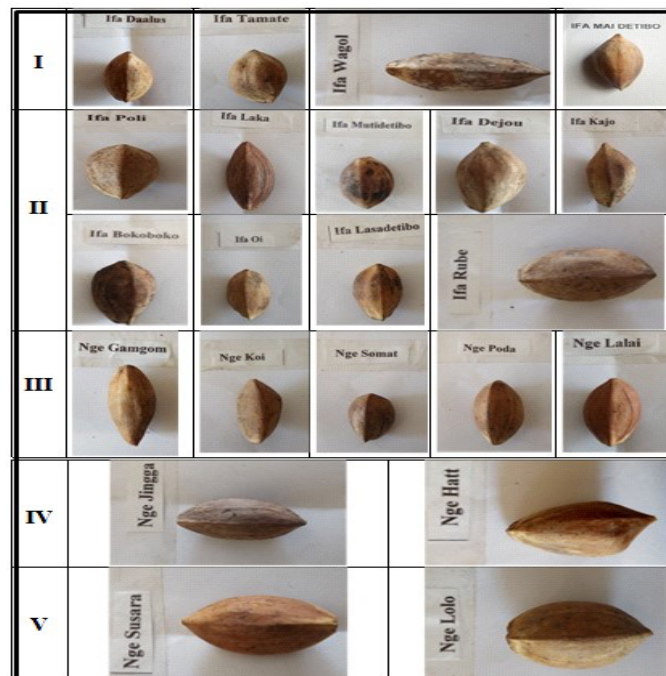 I
Ifa Daalus
Ifa Tamate
Ifa Wagol
IFA MAI DETIBO
II
Ifa Poli
Ifa Laka
Ifa Mutidetibo
Ifa Dejou
Ifa Kajo
Ifa Bokoboko
Ifa Oi
Ifa Lasadetibo
Ifa Rube
III
Nge Gamgom
Nge Koi
Nge Somat
Nge Poda
Nge Lalai
IV
Nge Jingga
Nge Hatt
V
Nge Susara
Nge Lolo